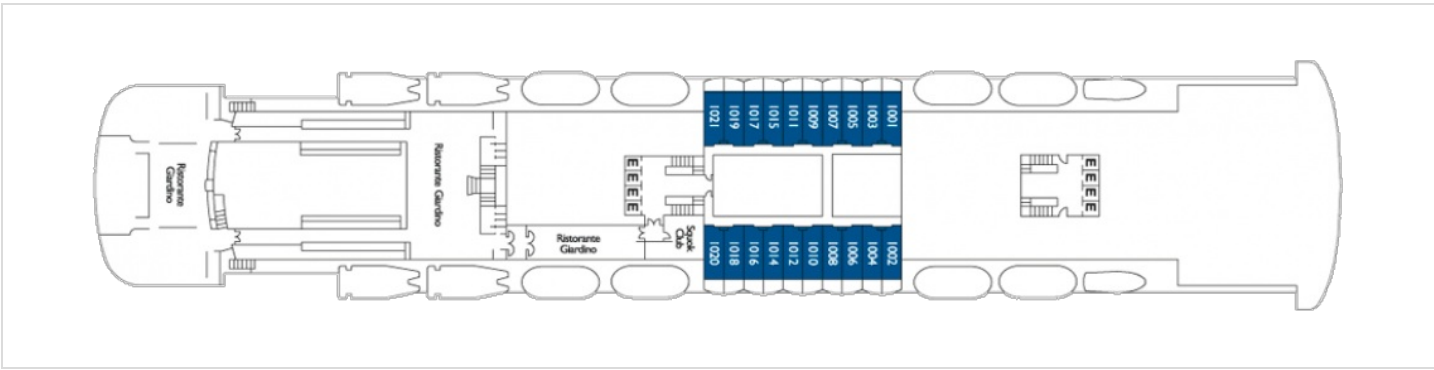 Ristorante
Giardino
Ristorante Giardino
Ristorante
Giardino
Squok
Club
E
E
E
E
1021
1019
1017
1015
1011
1009
1007
1005
1003
1001
1020
1018
1016
1014
1012
1010
1008
1006
1004
1002
E
E
E
E